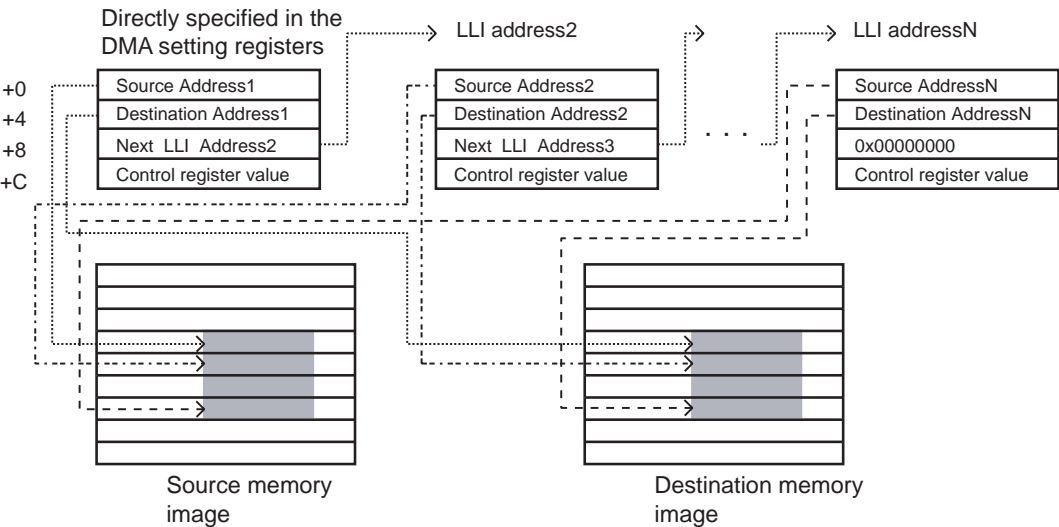 Directly specified in the
DMA setting registers
LLI address2
LLI addressN
+0
Source Address1
Source Address2
Source AddressN
+4
Destination Address1
Destination Address2
. . .
Destination AddressN
+8
Next LLI Address2
Next LLI Address3
0x00000000
+C
Control register value
Control register value
Control register value
Source memory
image
Destination memory
image